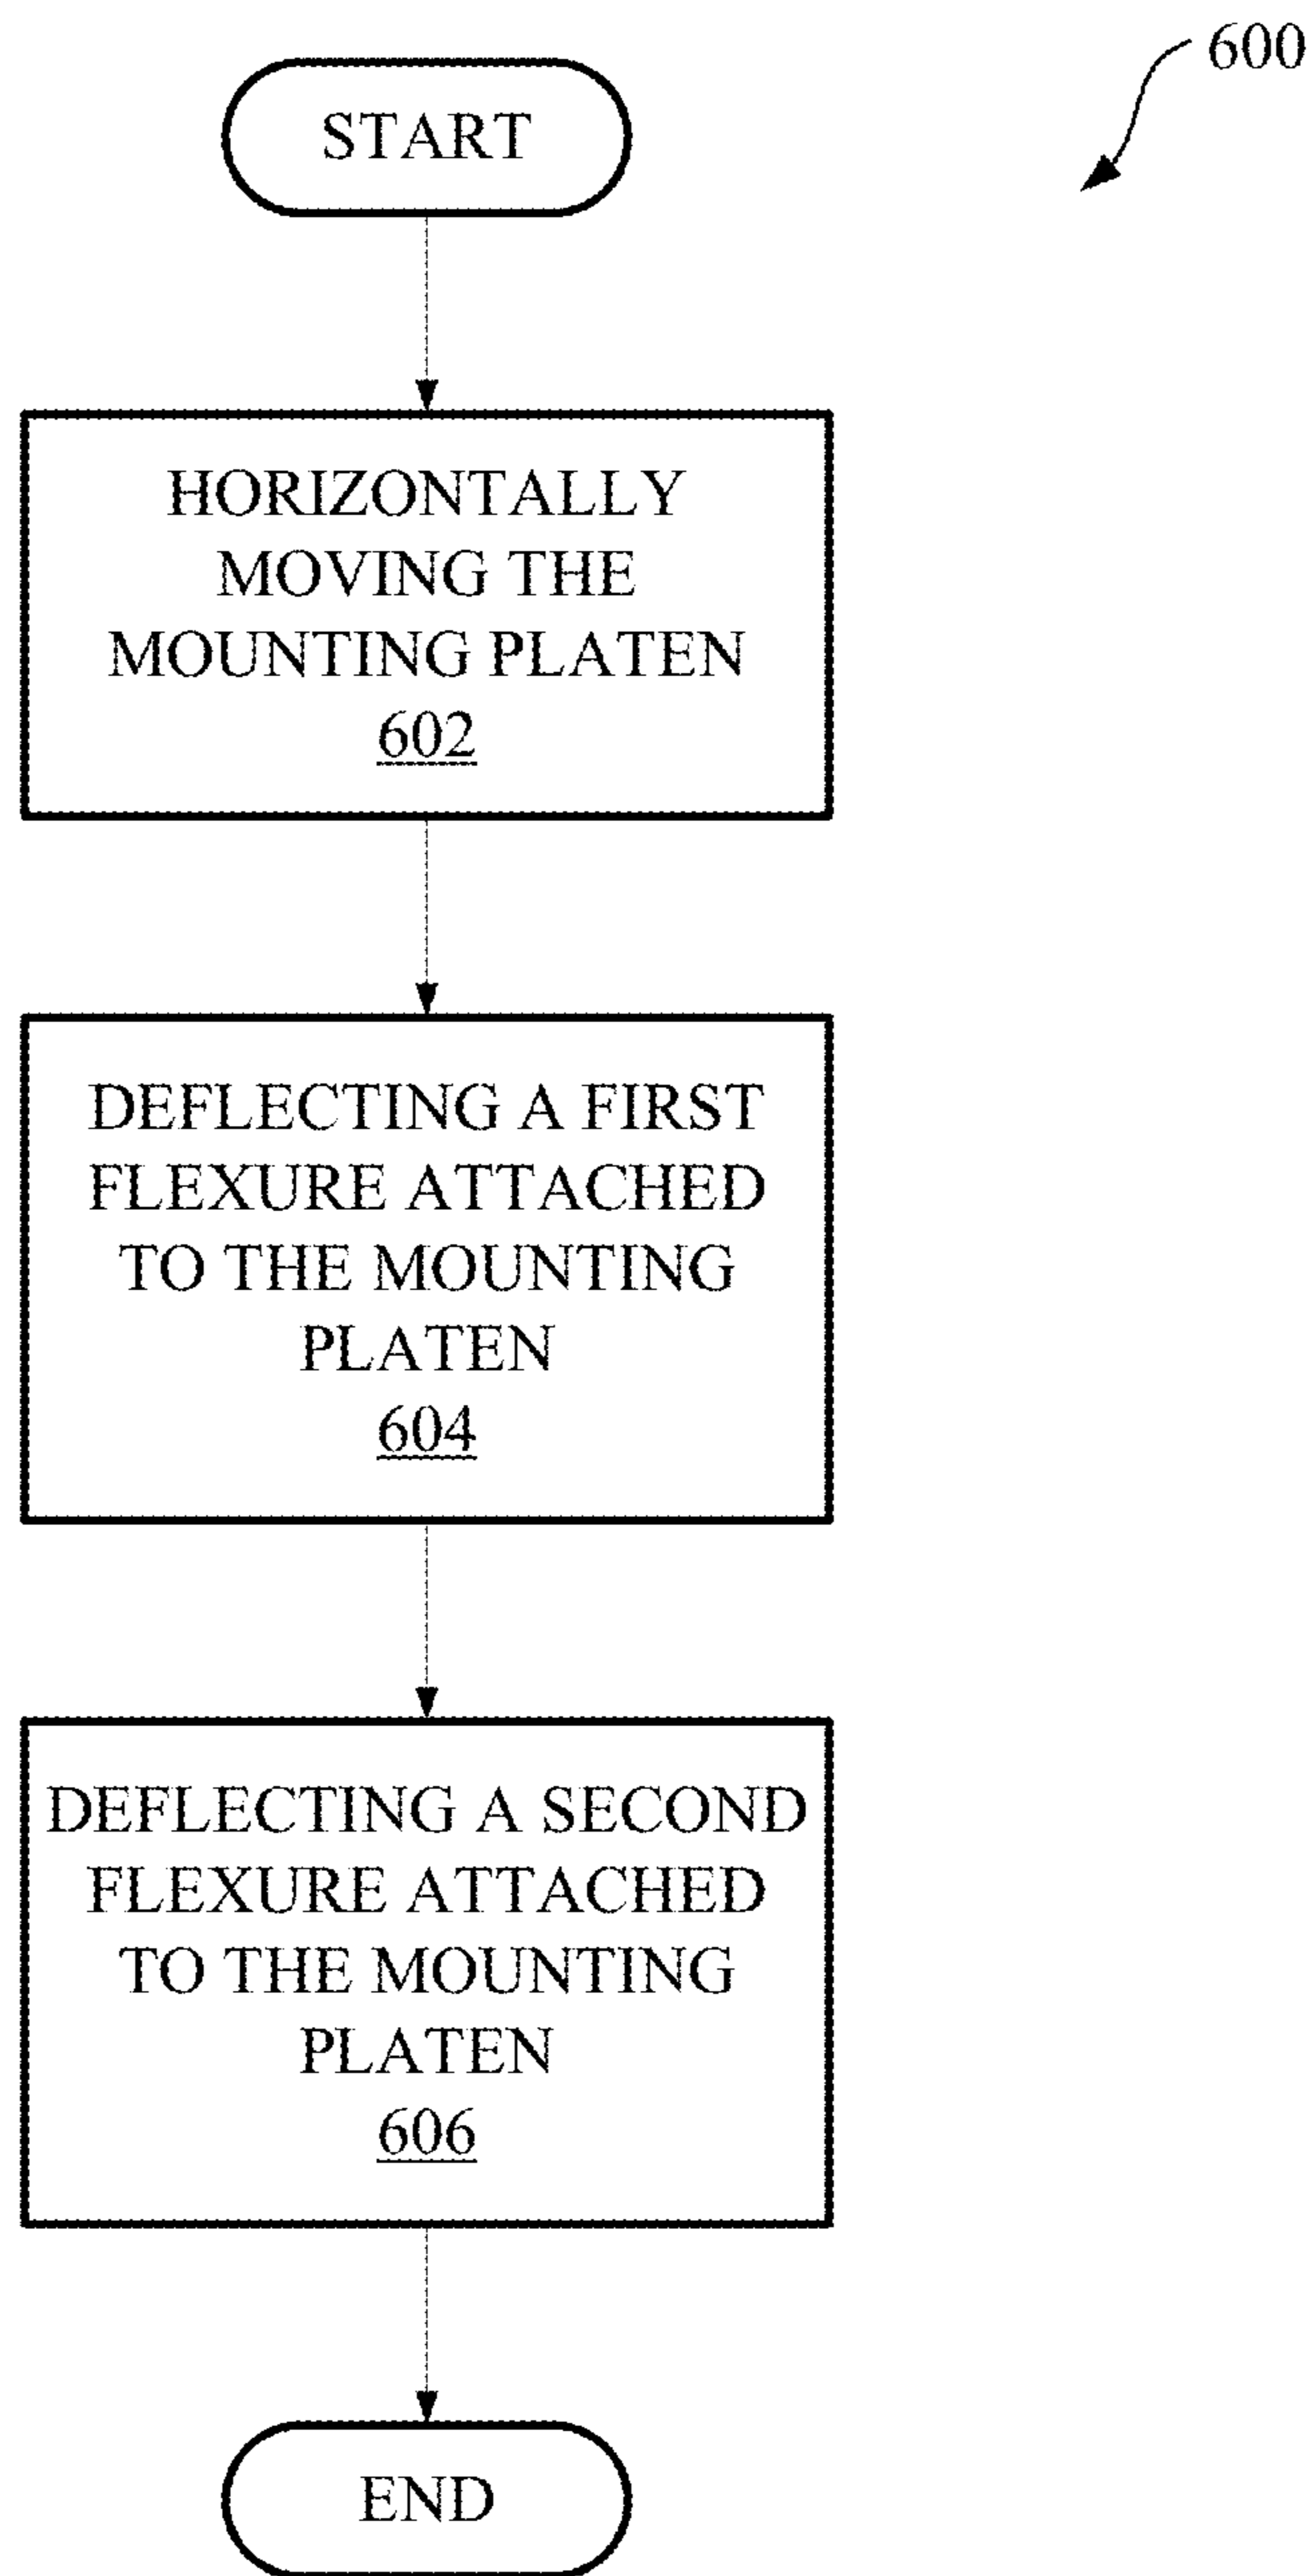 600
START
HORIZONTALLY
MOVING THE
MOUNTING PLATEN
602
DEFLECTING A FIRST
FLEXURE ATTACHED
TO THE MOUNTING
PLATEN
604
DEFLECTING A SECOND
FLEXURE ATTACHED
TO THE MOUNTING
PLATEN
606
END